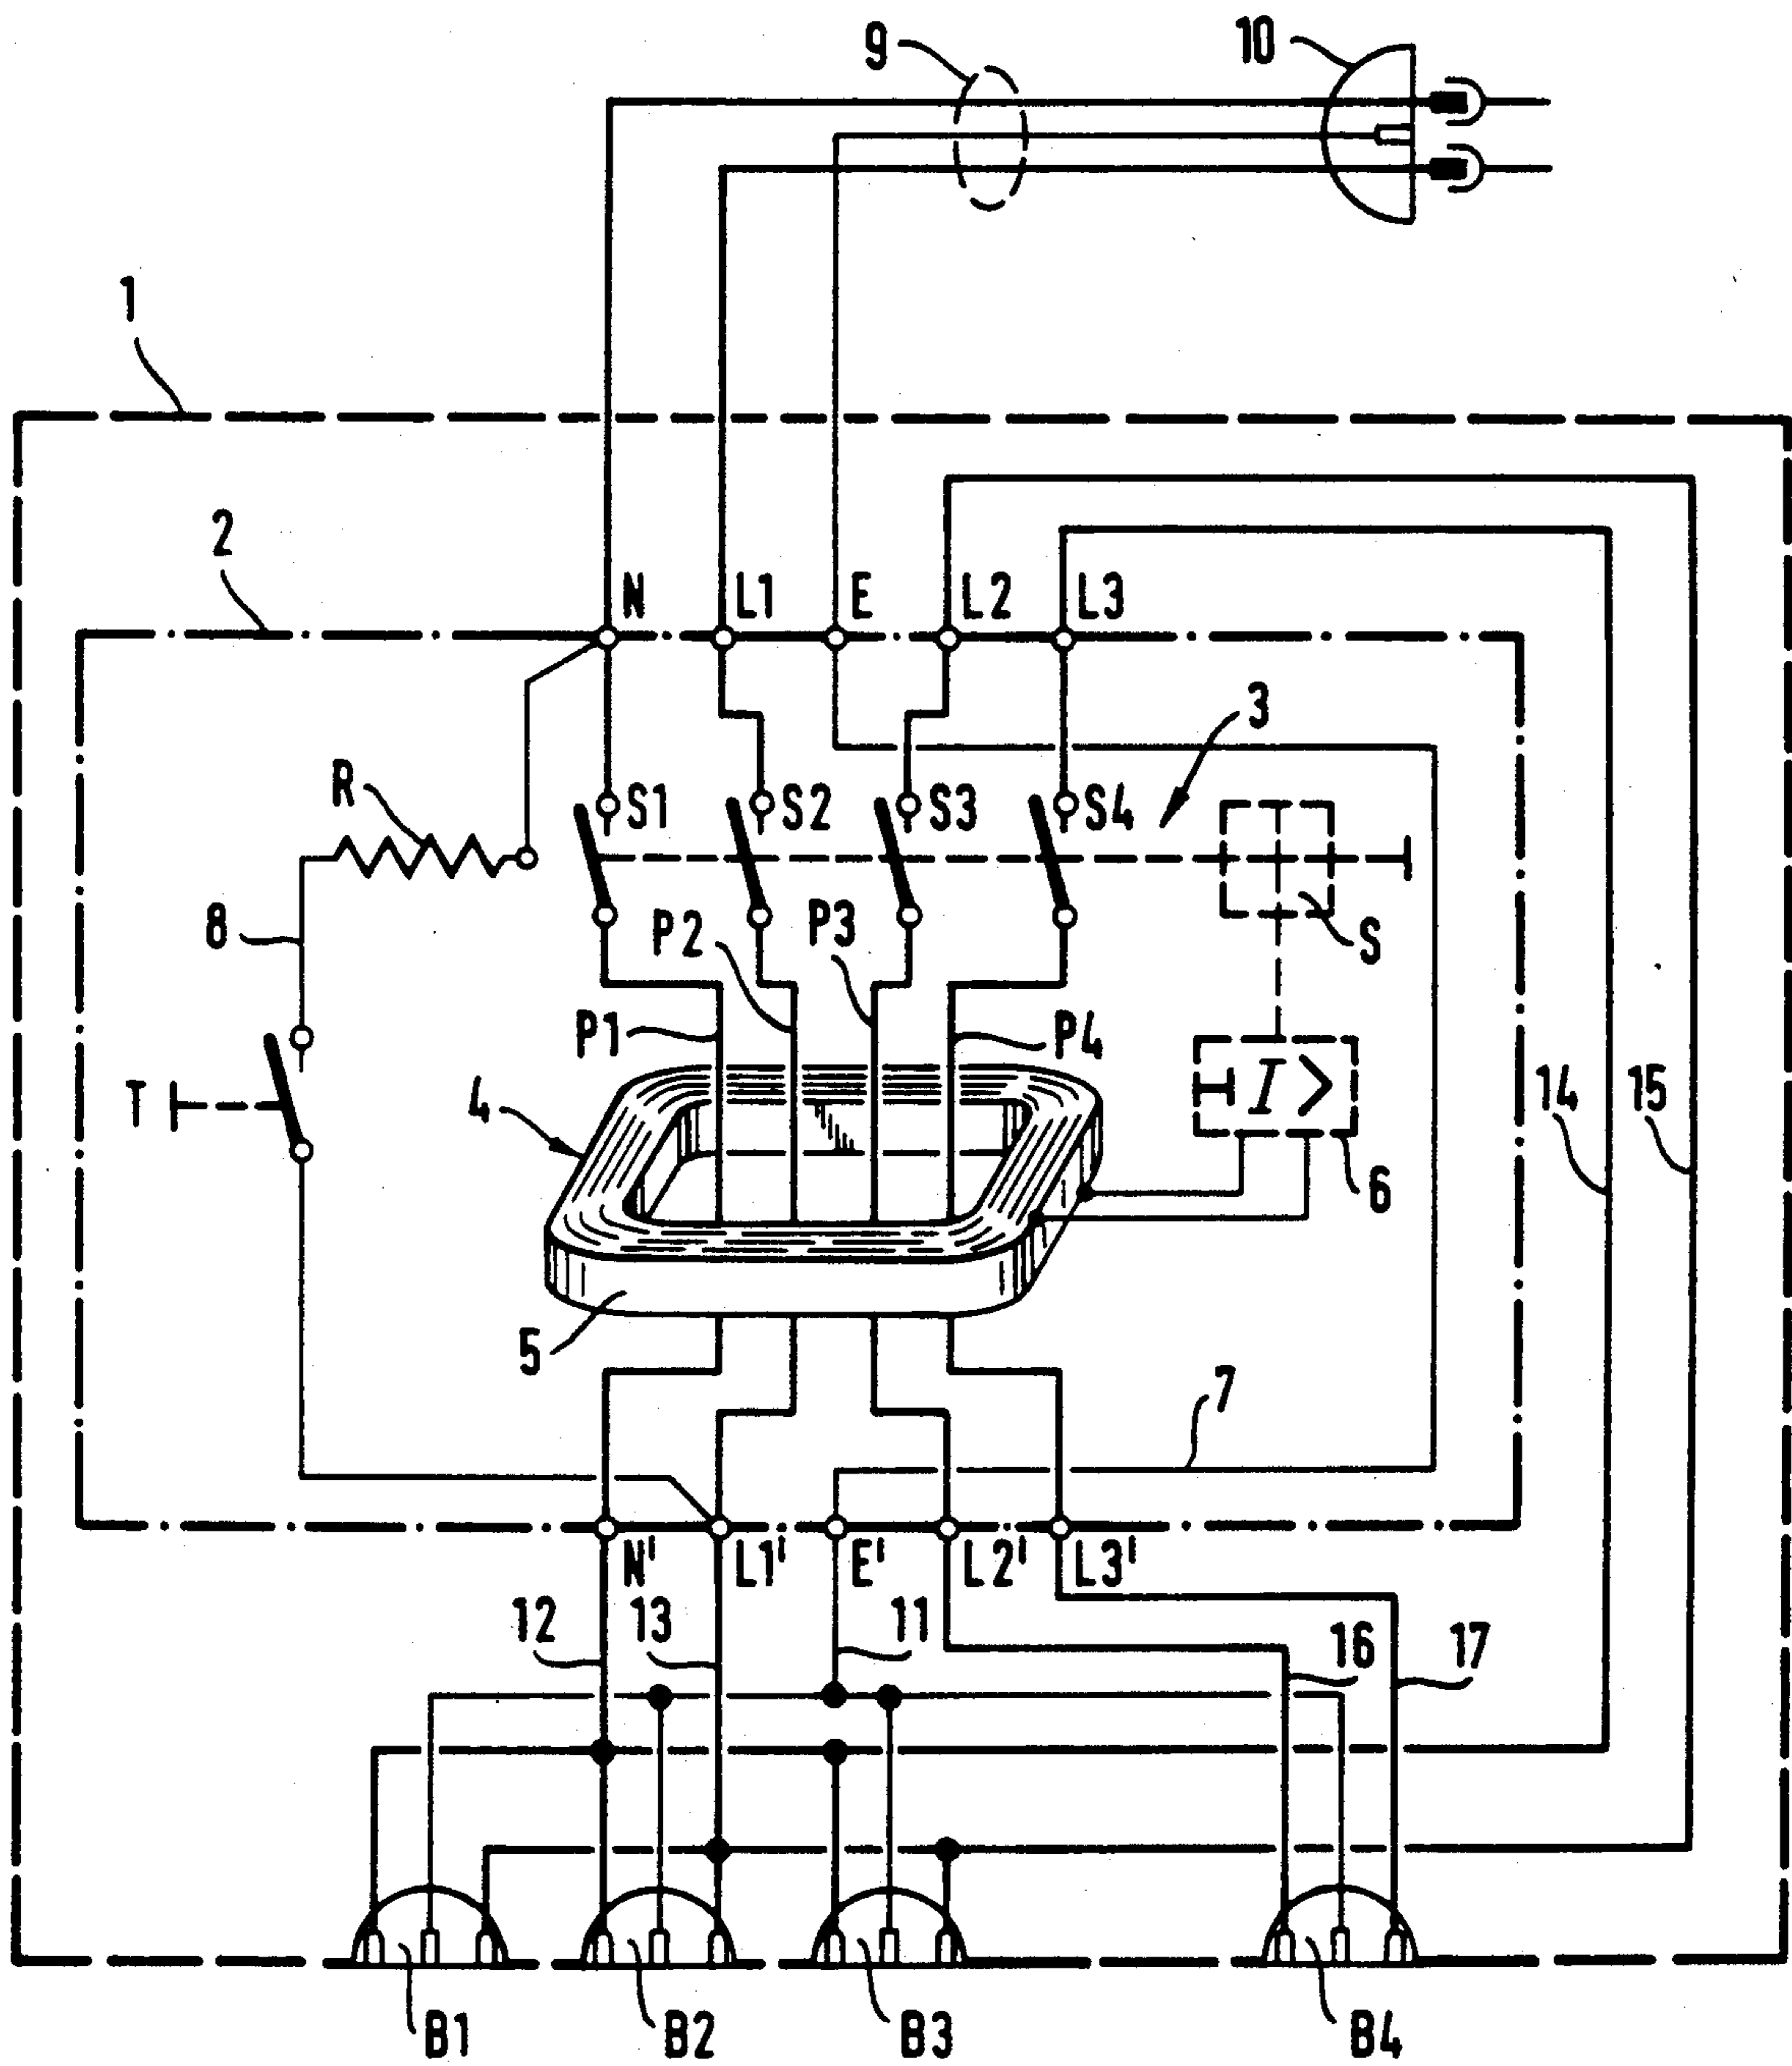 9 10
1
2
N L1 E L2 L3
3
R S1 S2 S3 S4
8 P2 P3 S
P1 P4
T 4 I > 14 15
6
5
7
N' L1' E' L2' L3'
12 13 11 16 17
B1 B2 B3 B4